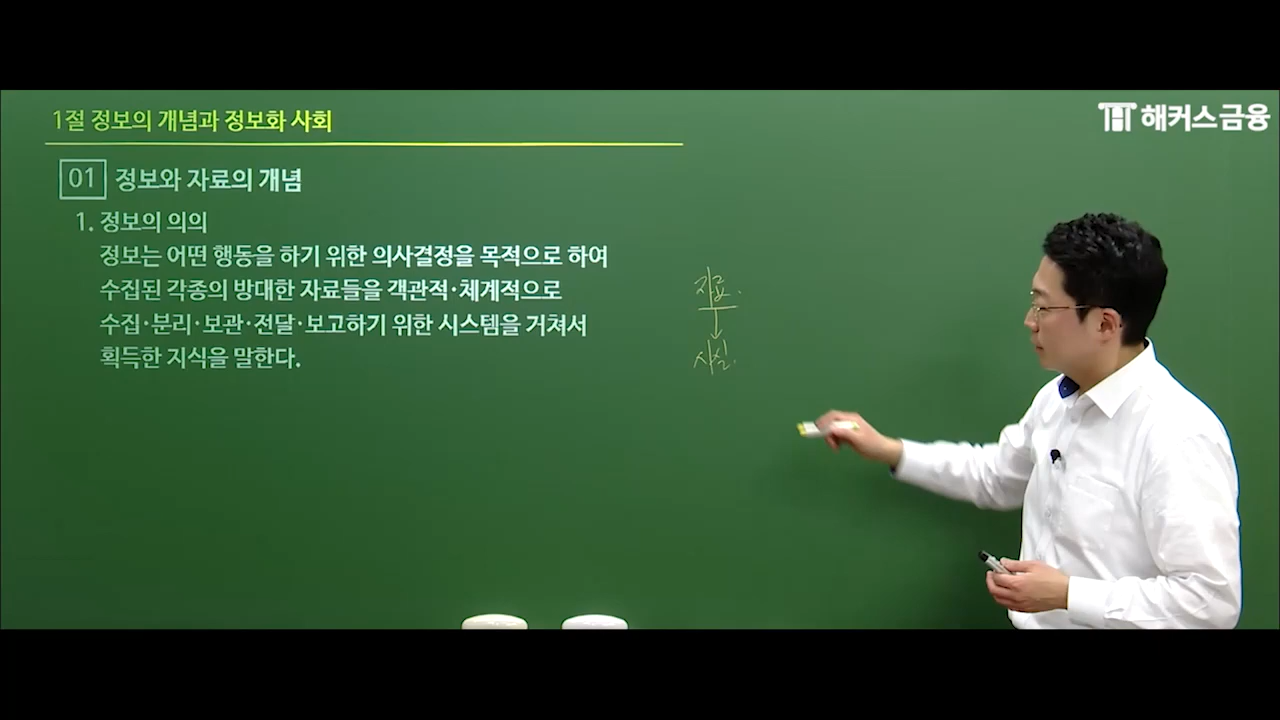 1절 정보의 개념과 정보화 사회
해커스금융
01 정보와 자료의 개념
1. 정보의 의의
정보는 어떤 행동을 하기 위한 의사결정을 목적으로 하여
수집된 각종의 방대한 자료들을 객관적·체계적으로
수집·분리·보관·전달·보고하기 위한 시스템을 거쳐서
획득한 지식을 말한다.
자료.
사실.